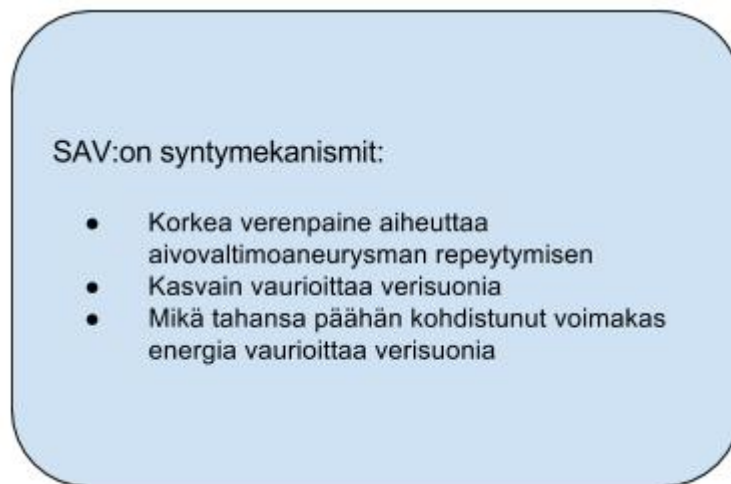 SAV:on syntymekanismit:
● Korkea verenpaine aiheuttaa
aivovaltimoaneurysman repeytymisen
● Kasvain vaurioittaa verisuonia
● Mikä tahansa päähän kohdistunut voimakas
energia vaurioittaa verisuonia